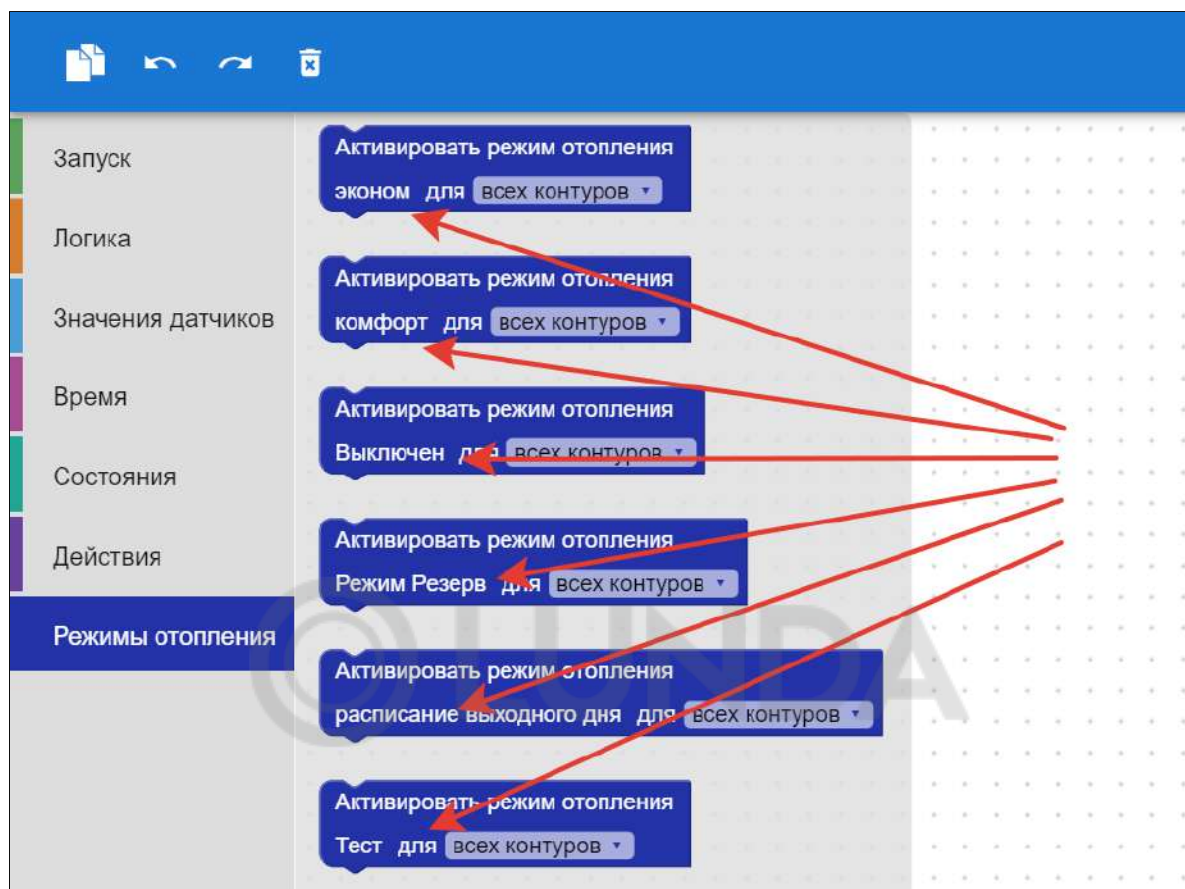 Запуск
Логика
Значения датчиков
Время
Состояния
Действия
Режимы отопления
Активировать режим отопления
эконом для всех контуров
Активировать режим отопления
комфорт для всех контуров
Активировать режим отопления
Выключен для всех контуров
Активировать режим отопления
Режим Резерв для всех контуров
Активировать режим отопления
расписание выходного дня для всех контуров
Активировать режим отопления
Тест для всех контуров
LUNDA